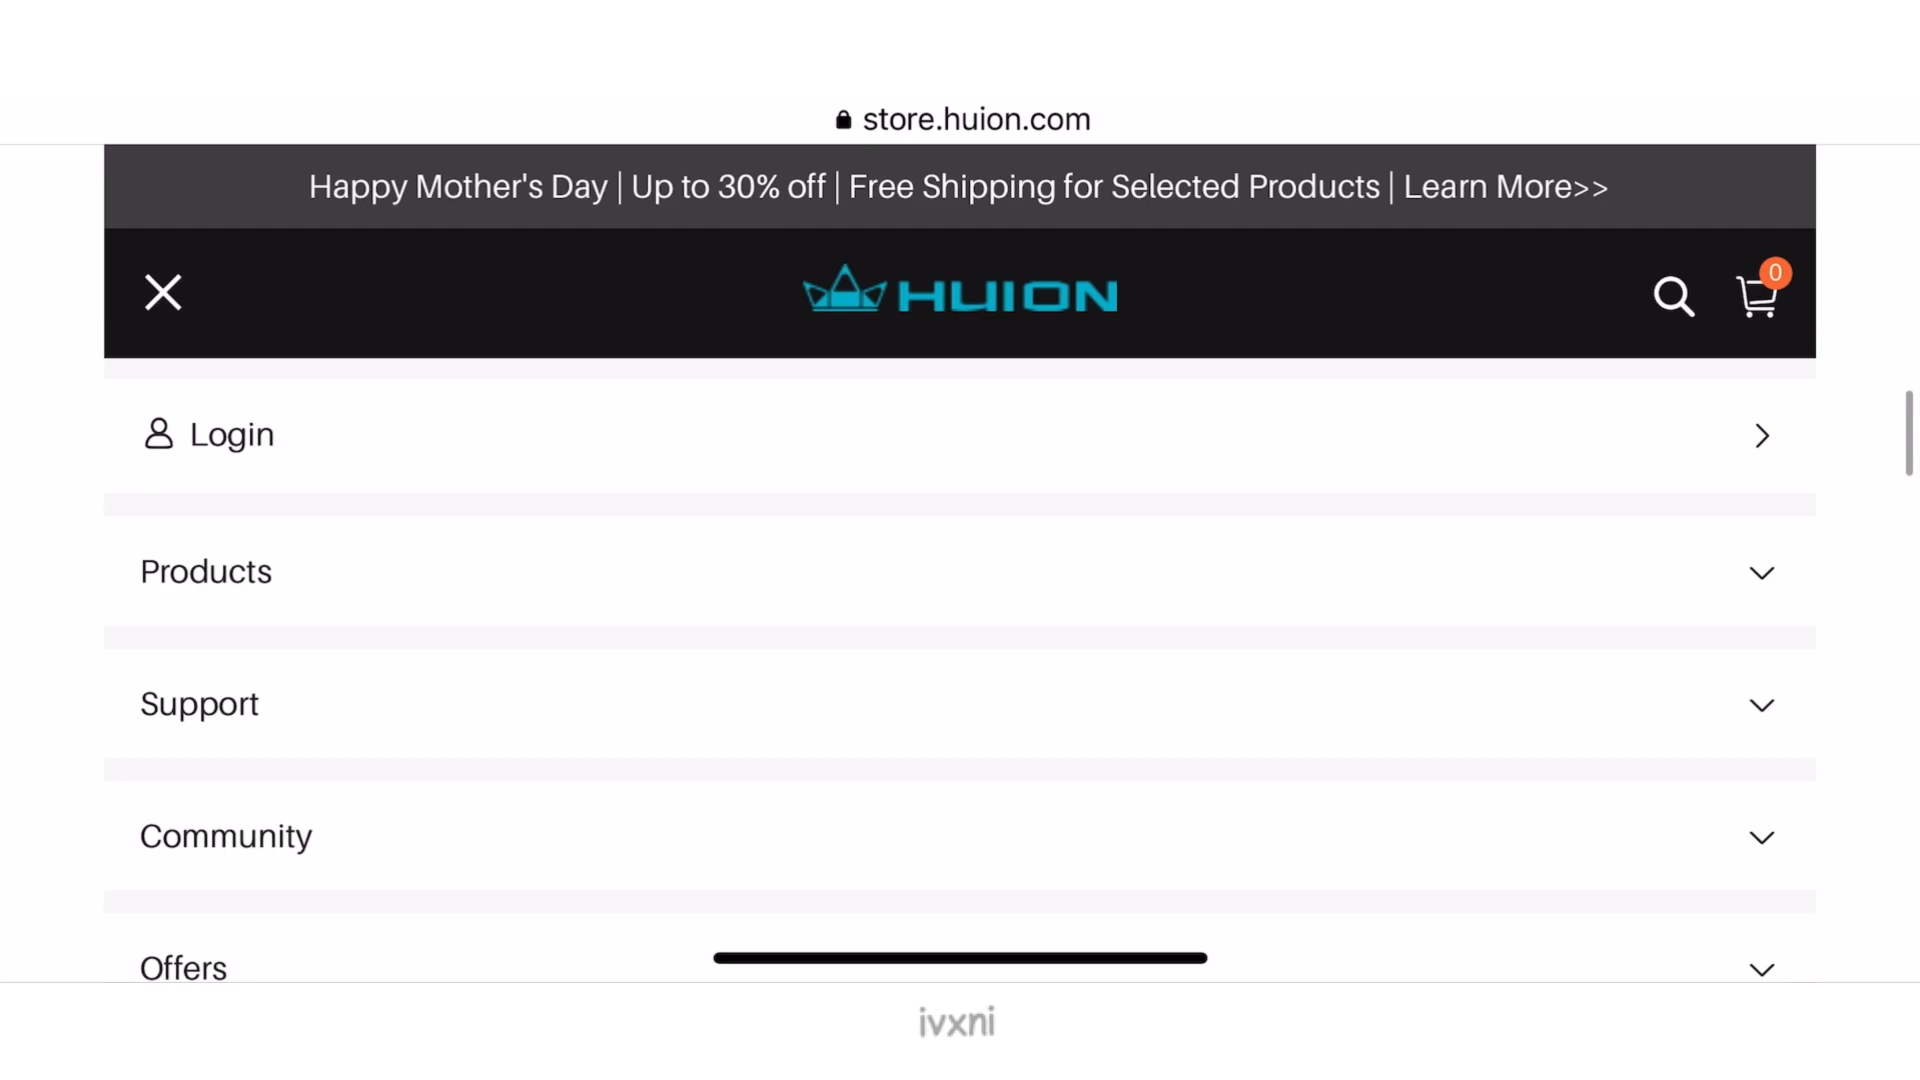 store.huion.com
Happy Mother's Day | Up to 30% off | Free Shipping for Selected Products | Learn More>>
HUION
0
Login
Products
Support
Community
Offers
ivxni